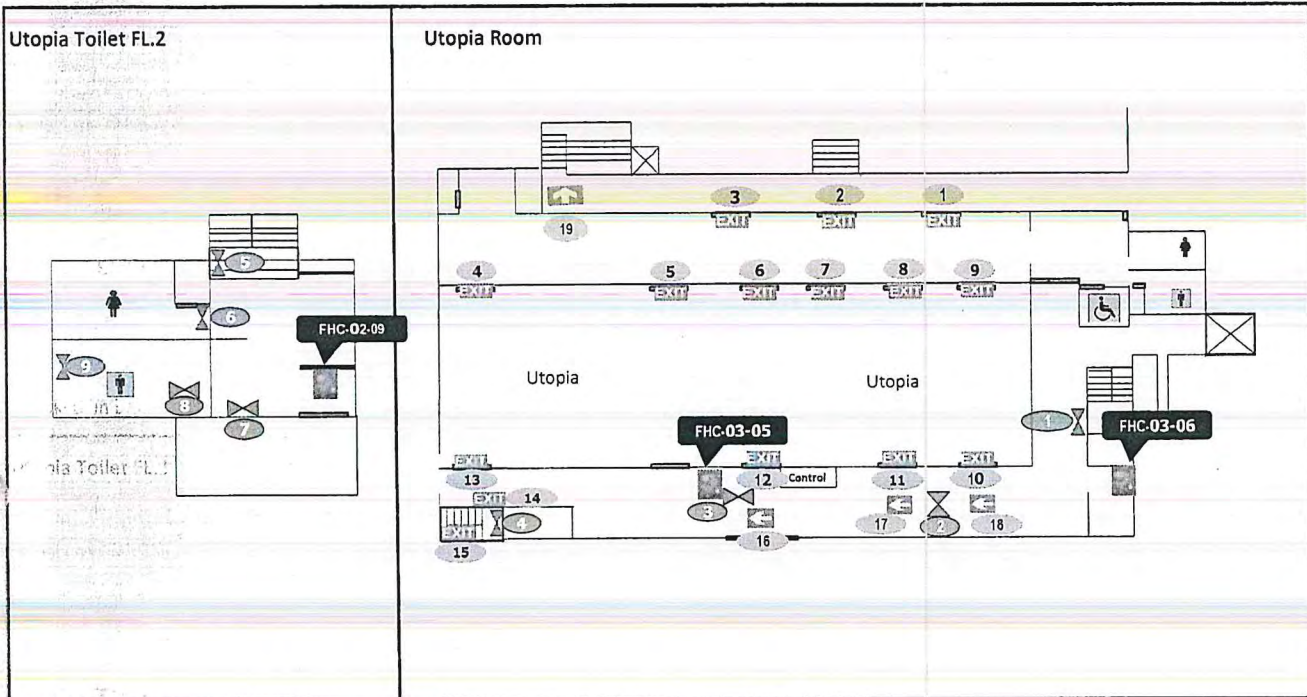 Utopia Toilet FL.2
Utopia Room
3
2
1
EXIT
EXIT
EXIT
19
5
4
5
6
7
8
9
EXIT
EXIT
EXIT
EXIT
EXIT
EXIT
6
FHC-02-09
9
8
7
Utopia
Utopia
FHC-03-05
1
FHC-03-06
EXIT
EXIT
EXIT
EXIT
13
12
Control
11
10
EXIT
14
3
4
EXIT
15
16
17
2
18